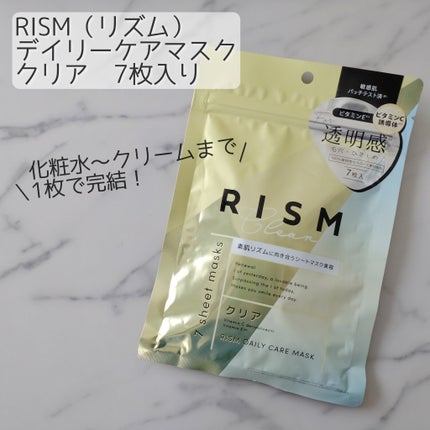 RISM（リズム）
デイリーケアマスク
クリア　7枚入り
化粧水〜クリームまで/
\1枚で完結！
敏感肌
パッチテスト済
ビタミンE
ビタミンC
誘導体
透明感
7枚入
RISM
Clear
素肌リズムに向き合うシートマスク美容
7 sheet masks
クリア
RISM DAILY CARE MASK